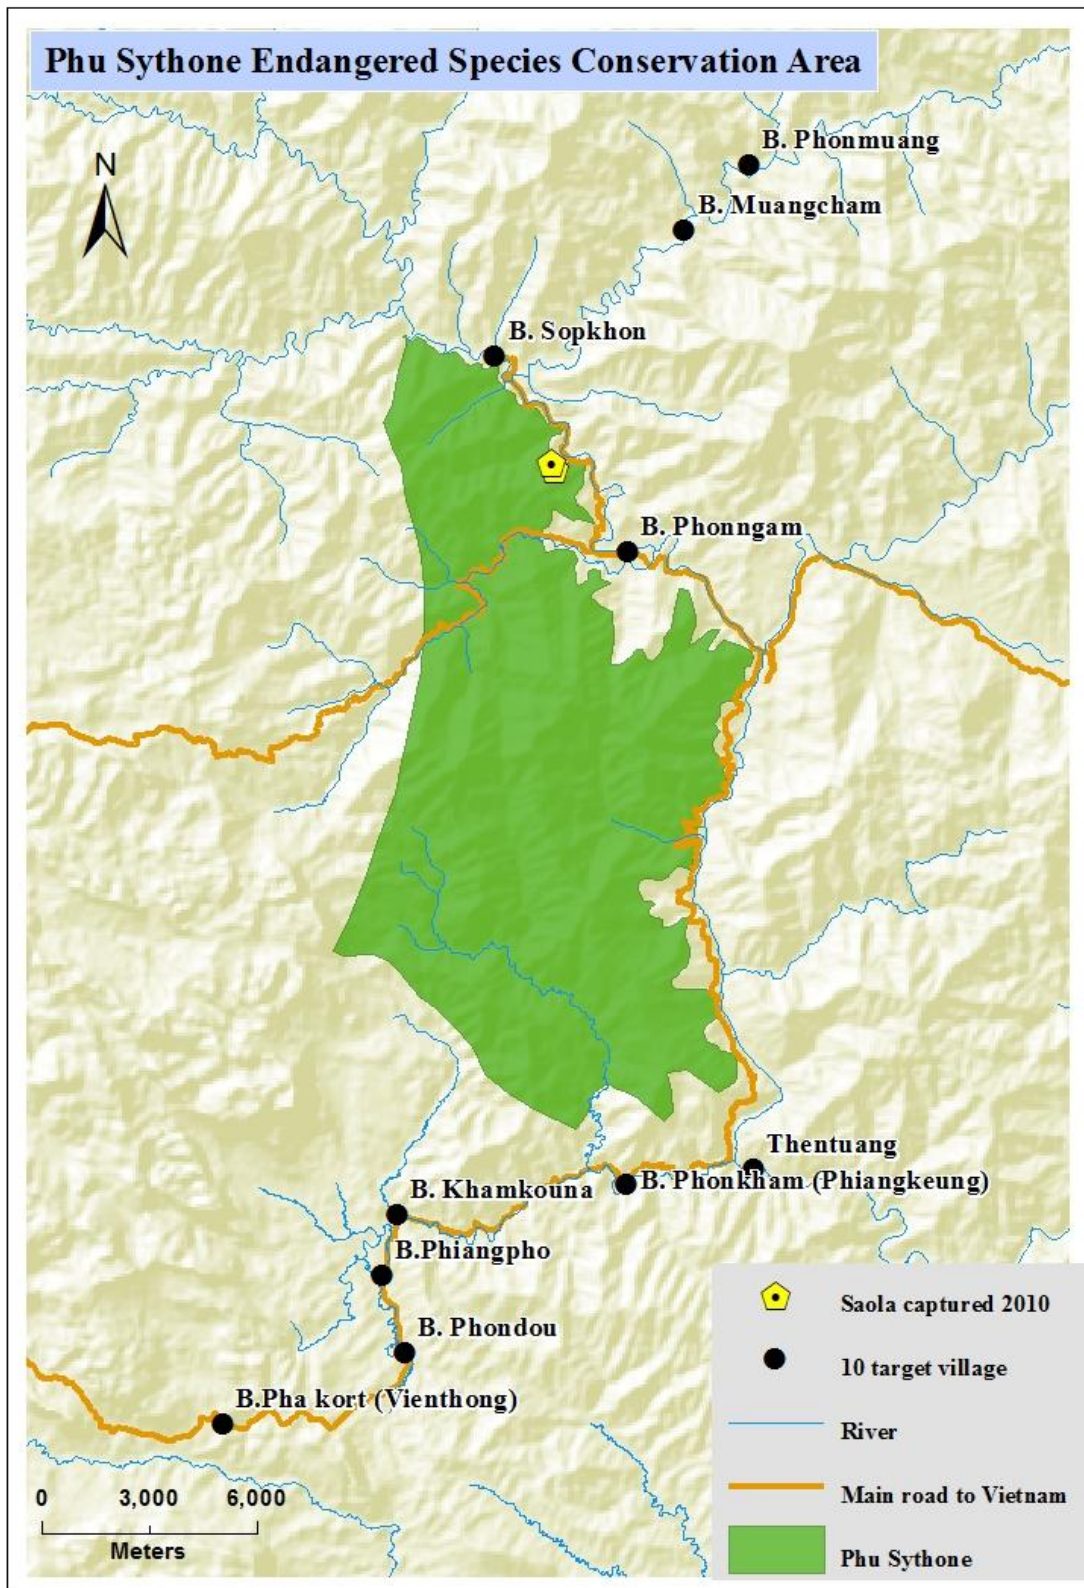 Phu Sythone Endangered Species Conservation Area
N
B. Phonmuang
B. Muangcham
B. Sopkhon
B. Phonngam
Thentuang
B. Phonkham (Phiangkeung)
B. Khamkouna
B.Phiangpho
B. Phondou
B.Pha kort (Vienthong)
Saola captured 2010
10 target village
River
Main road to Vietnam
Phu Sythone
0 3,000 6,000
Meters